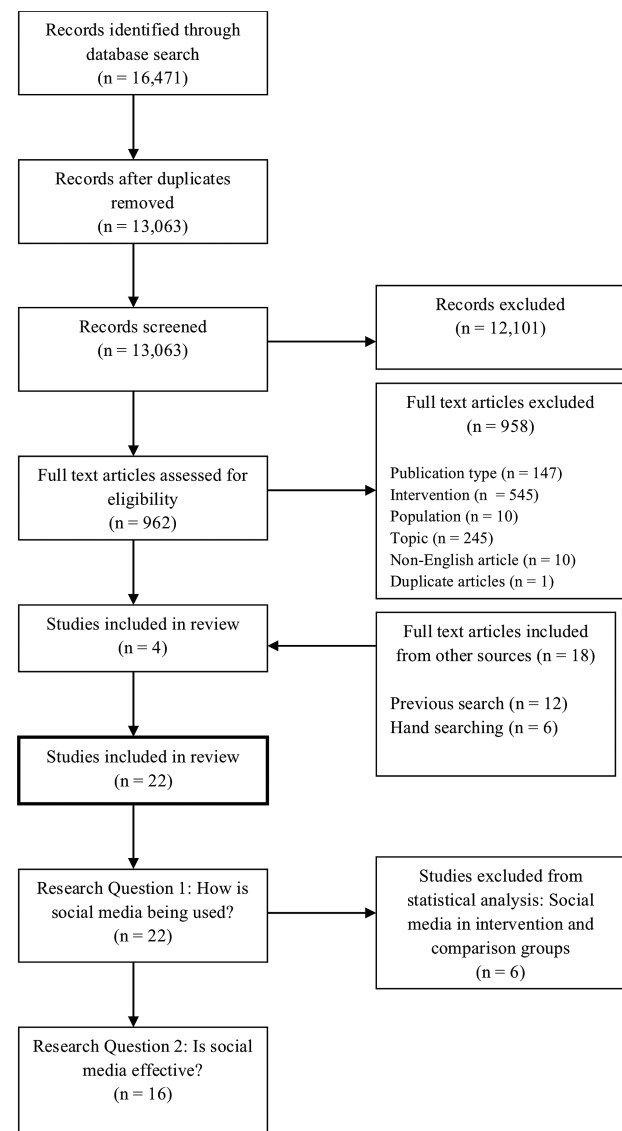 Records identified through
database search
(n = 16,471)
Records after duplicates
removed
(n = 13,063)
Records screened
(n = 13,063)
Records excluded
(n = 12,101)
Full text articles assessed for
eligibility
(n = 962)
Full text articles excluded
(n = 958)
Publication type (n = 147)
Intervention (n  = 545)
Population (n = 10)
Topic (n = 245)
Non-English article (n = 10)
Duplicate articles (n = 1)
Studies included in review
(n = 4)
Full text articles included
from other sources (n = 18)
Previous search (n = 12)
Hand searching (n = 6)
Studies included in review
(n = 22)
Research Question 1: How is
social media being used?
(n = 22)
Studies excluded from
statistical analysis: Social
media in intervention and
comparison groups
(n = 6)
Research Question 2: Is social
media effective?
(n = 16)